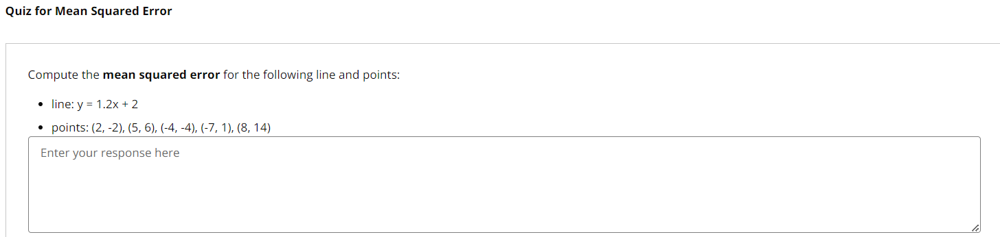 Quiz for Mean Squared Error
Compute the mean squared error for the following line and points:
• line: y = 1.2x + 2
• points: (2, -2), (5, 6), (-4, -4), (-7, 1), (8, 14)
Enter your response here